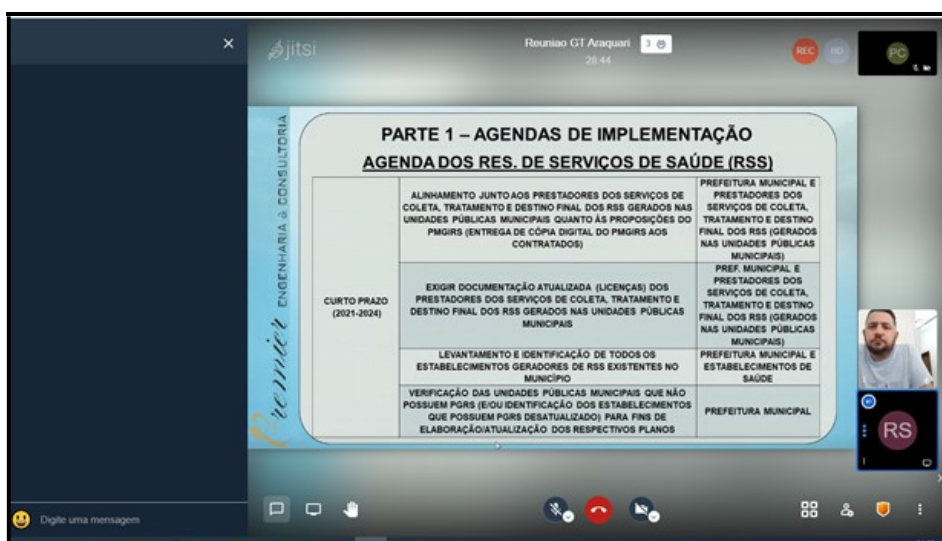 jitsi
Reuniao GT Araquari
3
28:44
REC
HD
PC
PARTE 1 – AGENDAS DE IMPLEMENTAÇÃO
AGENDA DOS RES. DE SERVIÇOS DE SAÚDE (RSS)
Premier ENGENHARIA & CONSULTORIA
CURTO PRAZO
(2021-2024)
ALINHAMENTO JUNTO AOS PRESTADORES DOS SERVIÇOS DE
COLETA, TRATAMENTO E DESTINO FINAL DOS RSS GERADOS NAS
UNIDADES PÚBLICAS MUNICIPAIS QUANTO ÀS PROPOSIÇÕES DO
PMGIRS (ENTREGA DE CÓPIA DIGITAL DO PMGIRS AOS
CONTRATADOS)
PREFEITURA MUNICIPAL E
PRESTADORES DOS
SERVIÇOS DE COLETA,
TRATAMENTO E DESTINO
FINAL DOS RSS (GERADOS
NAS UNIDADES PÚBLICAS
MUNICIPAIS)
EXIGIR DOCUMENTAÇÃO ATUALIZADA (LICENÇAS) DOS
PRESTADORES DOS SERVIÇOS DE COLETA, TRATAMENTO E
DESTINO FINAL DOS RSS GERADOS NAS UNIDADES PÚBLICAS
MUNICIPAIS
PREF. MUNICIPAL E
PRESTADORES DOS
SERVIÇOS DE COLETA,
TRATAMENTO E DESTINO
FINAL DOS RSS (GERADOS
NAS UNIDADES PÚBLICAS
MUNICIPAIS)
LEVANTAMENTO E IDENTIFICAÇÃO DE TODOS OS
ESTABELECIMENTOS GERADORES DE RSS EXISTENTES NO
MUNICÍPIO
PREFEITURA MUNICIPAL E
ESTABELECIMENTOS DE
SAÚDE
VERIFICAÇÃO DAS UNIDADES PÚBLICAS MUNICIPAIS QUE NÃO
POSSUEM PGRS (E/OU IDENTIFICAÇÃO DOS ESTABELECIMENTOS
QUE POSSUEM PGRS DESATUALIZADO) PARA FINS DE
ELABORAÇÃO/ATUALIZAÇÃO DOS RESPECTIVOS PLANOS
PREFEITURA MUNICIPAL
RS
Digite uma mensagem